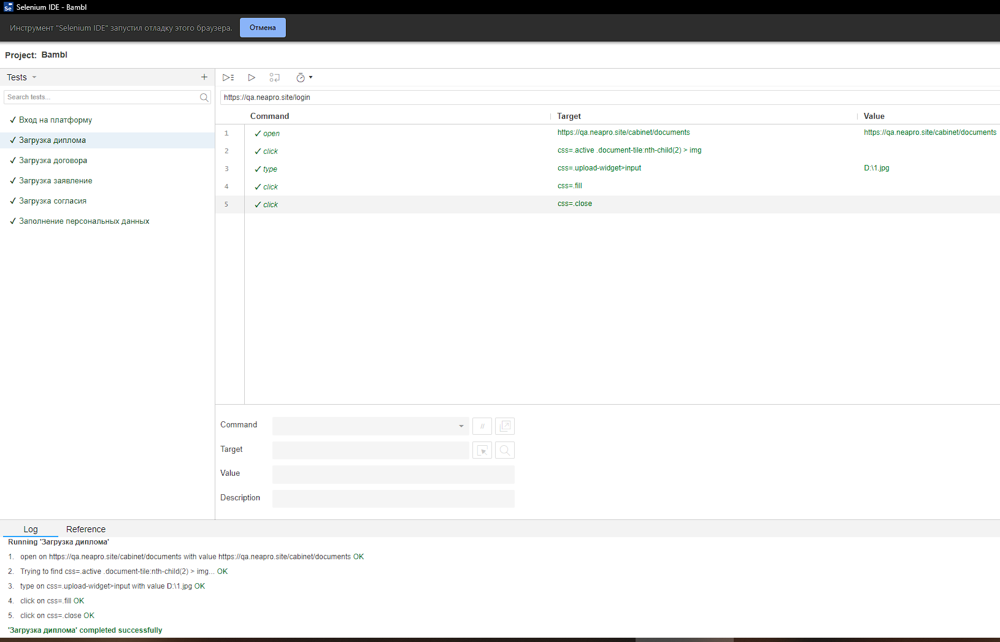 Selenium IDE - Bambl
Инструмент "Selenium IDE" запустил отладку этого браузера.
Отмена
Project: Bambl
Tests
Search tests...
✓ Вход на платформу
✓ Загрузка диплома
✓ Загрузка договора
✓ Загрузка заявление
✓ Загрузка согласия
✓ Заполнение персональных данных
https://qa.neapro.site/login
Command Target Value
1 ✓ open https://qa.neapro.site/cabinet/documents https://qa.neapro.site/cabinet/documents
2 ✓ click css=.active .document-tile:nth-child(2) > img
3 ✓ type css=.upload-widget>input D:\1.jpg
4 ✓ click css=.fill
5 ✓ click css=.close
Command //
Target
Value
Description
Log Reference
Running 'Загрузка диплома'
1. open on https://qa.neapro.site/cabinet/documents with value https://qa.neapro.site/cabinet/documents OK
2. Trying to find css=.active .document-tile:nth-child(2) > img... OK
3. type on css=.upload-widget>input with value D:\1.jpg OK
4. click on css=.fill OK
5. click on css=.close OK
'Загрузка диплома' completed successfully